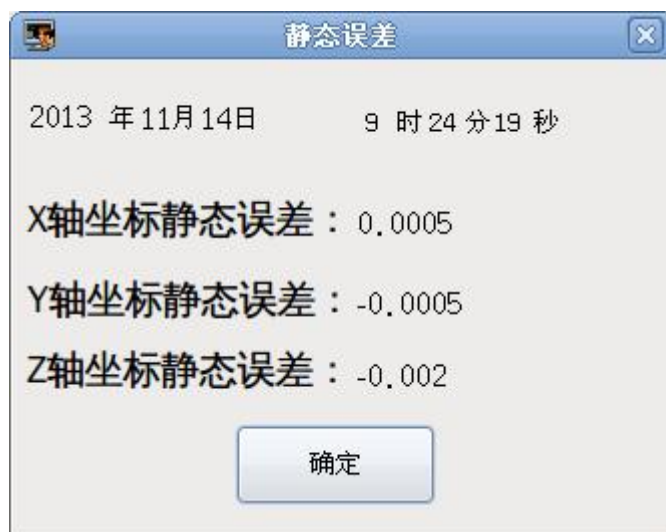 静态误差
2013 年11月14日 9 时24分19 秒
X轴坐标静态误差：0.0005
Y轴坐标静态误差：-0.0005
Z轴坐标静态误差：-0.002
确定